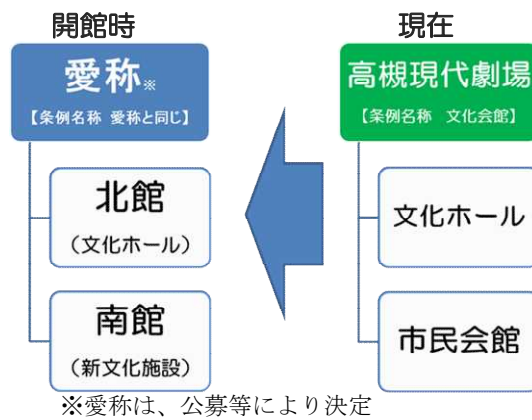 開館時
愛称※
【条例名称 愛称と同じ】
北館
（文化ホール）
南館
（新文化施設）
現在
高槻現代劇場
【条例名称 文化会館】
文化ホール
市民会館
※愛称は、公募等により決定